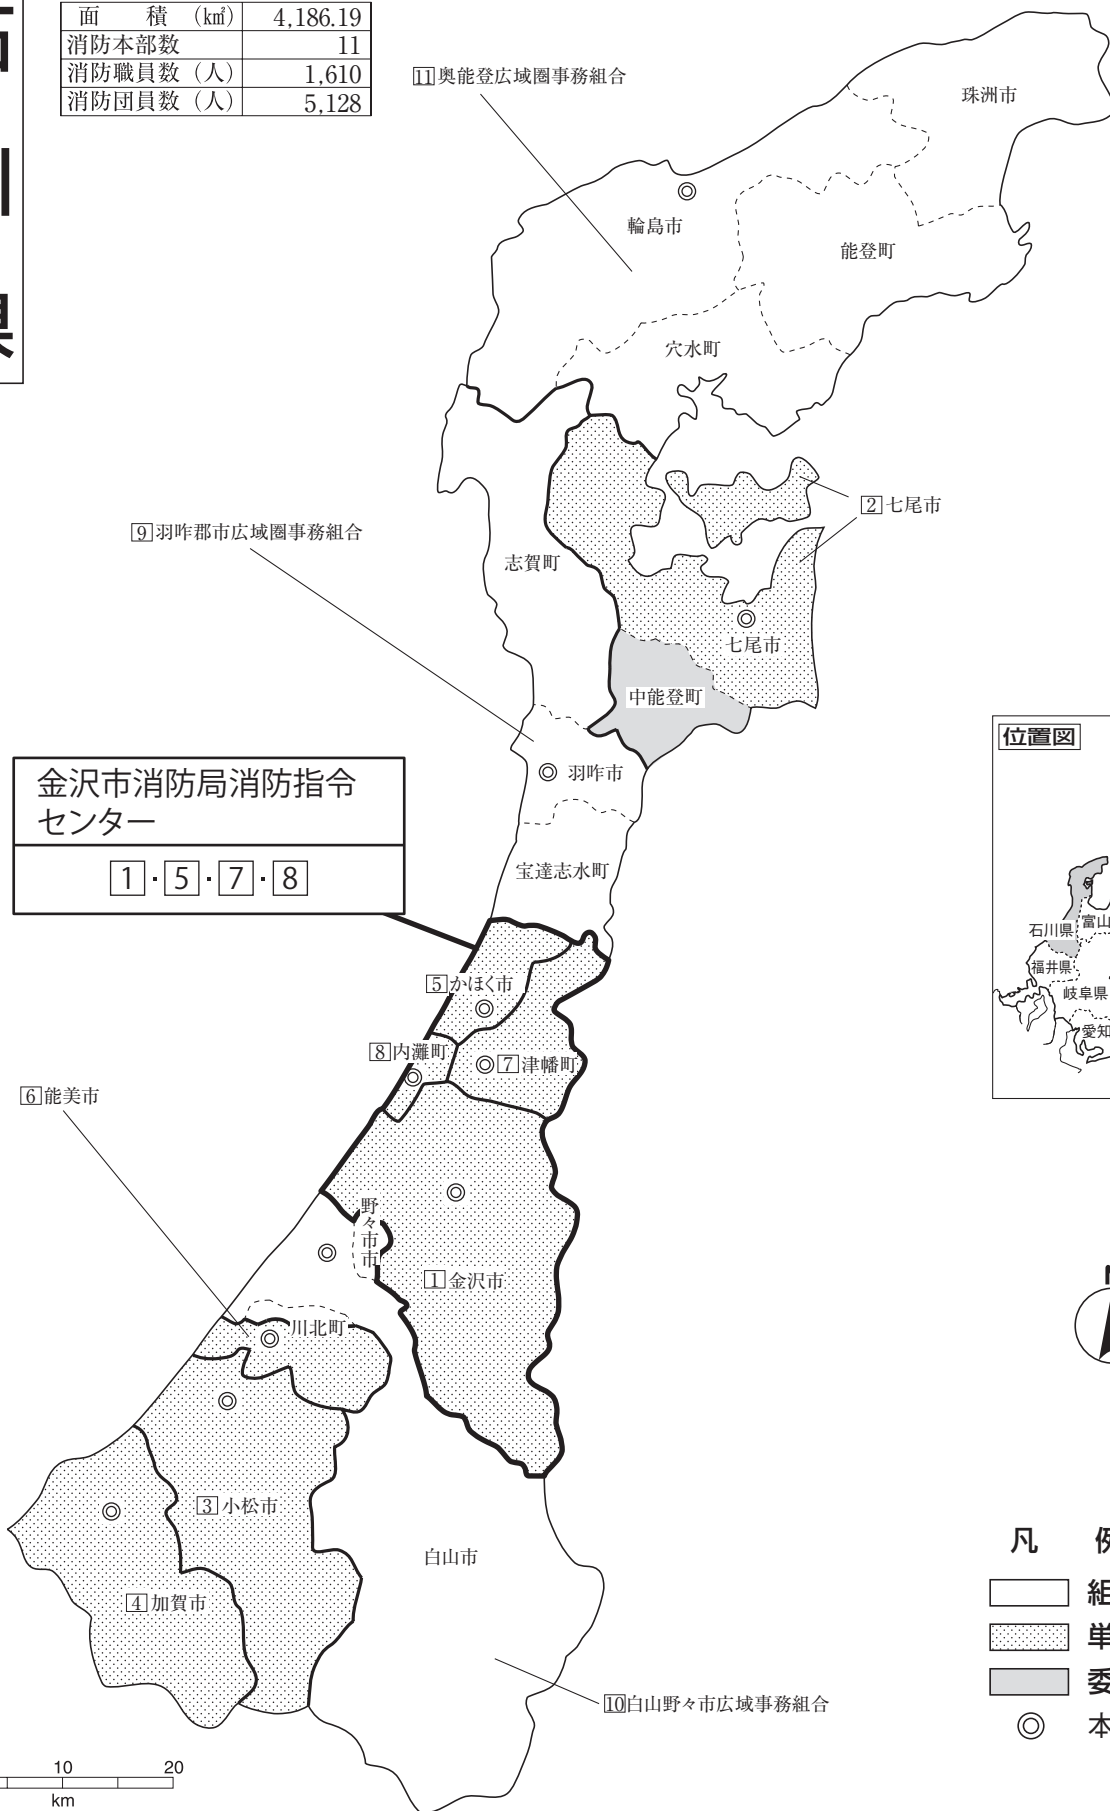 面 積 (㎢) 4,186.19
消防本部数 11
消防職員数(人) 1,610
消防団員数(人) 5,128
11 奥能登広域圏事務組合
珠洲市
輪島市
能登町
穴水町
2 七尾市
9 羽咋郡市広域圏事務組合
志賀町
七尾市
中能登町
位置図
羽咋市
金沢市消防局消防指令
センター
1・5・7・8
宝達志水町
石川県
富山
福井県
岐阜県
愛知
5 かほく市
8 内灘町
7 津幡町
6 能美市
野々市市
1 金沢市
川北町
3 小松市
白山市
4 加賀市
凡 例
組
単
委
本
10 白山野々市広域事務組合
10 20
km